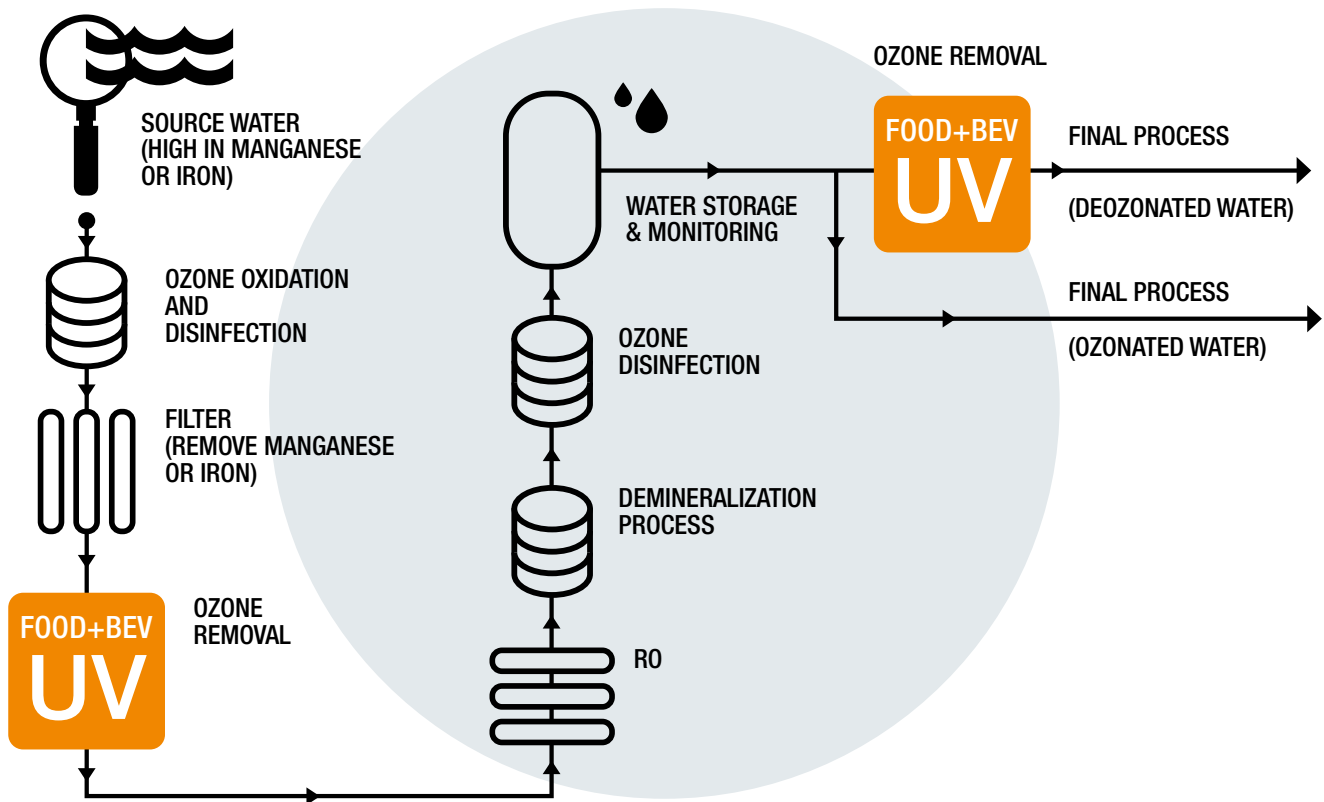 SOURCE WATER
(HIGH IN MANGANESE
OR IRON)
OZONE OXIDATION
AND
DISINFECTION
FILTER
(REMOVE MANGANESE
OR IRON)
FOOD+BEV
UV
OZONE
REMOVAL
RO
DEMINERALIZATION
PROCESS
OZONE
DISINFECTION
WATER STORAGE
& MONITORING
OZONE REMOVAL
FOOD+BEV
UV
FINAL PROCESS
(DEOZONATED WATER)
FINAL PROCESS
(OZONATED WATER)